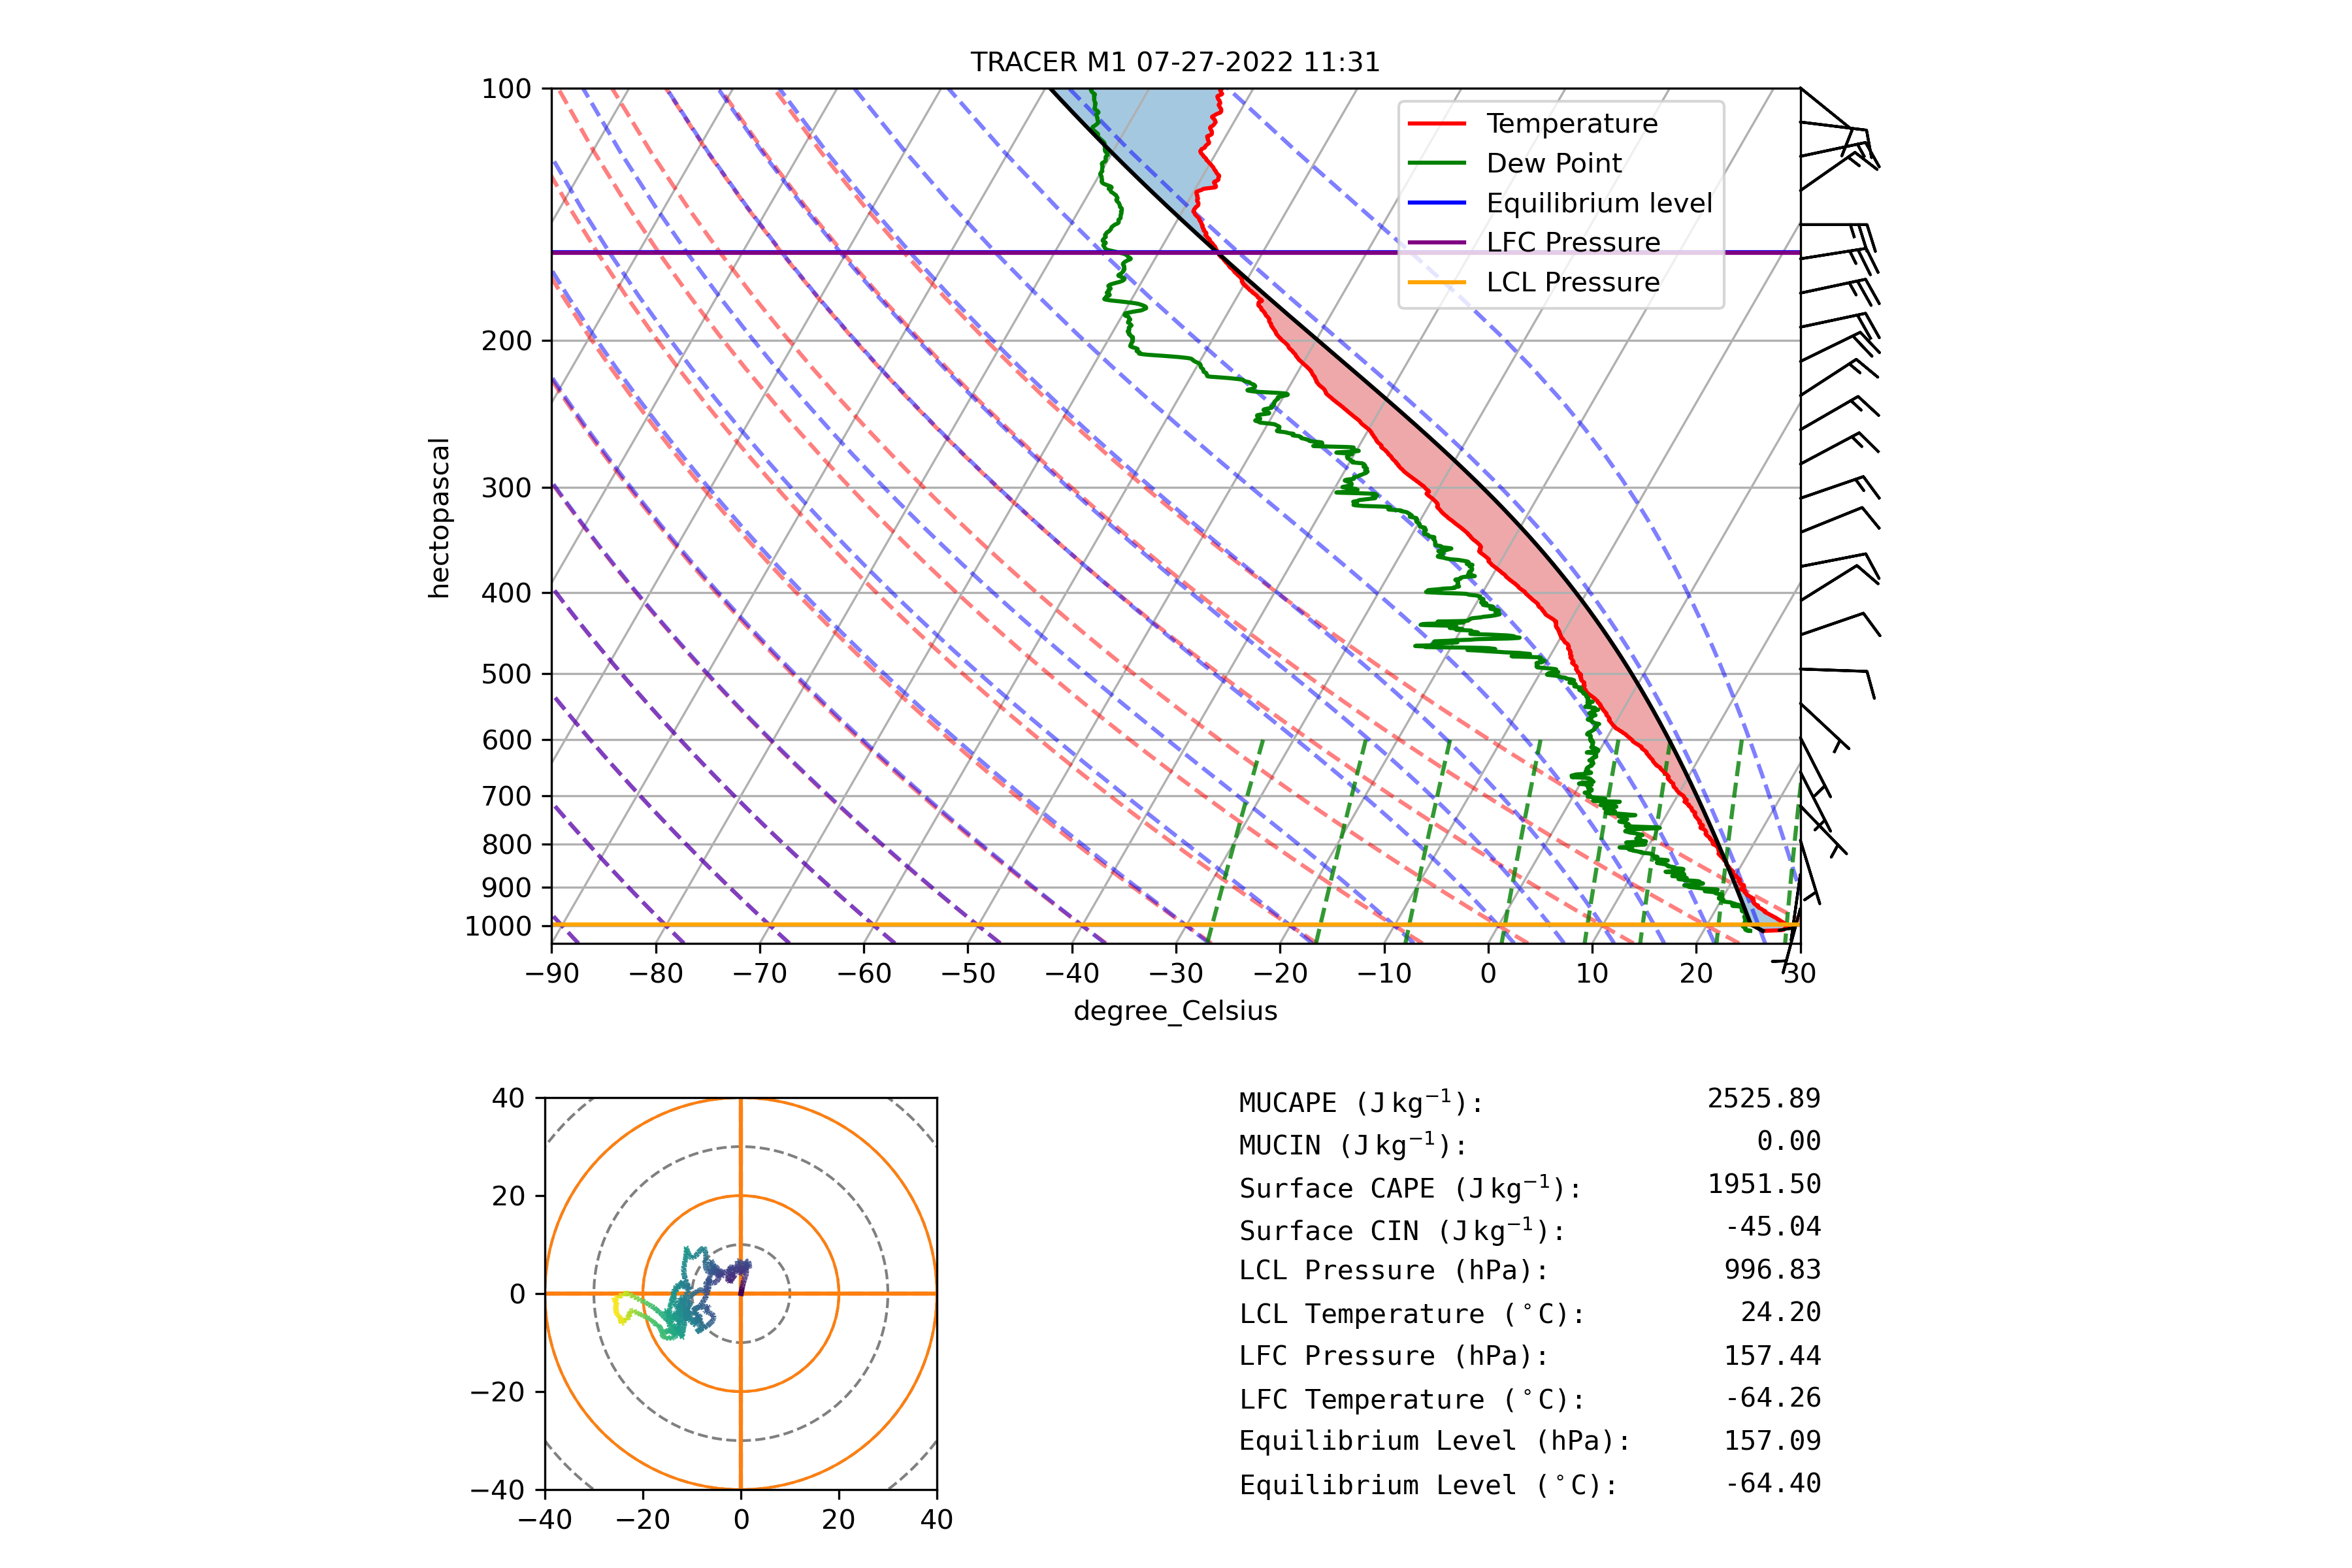 TRACER M1 07-27-2022 11:31
100
200
300
400
500
600
700
800
900
1000
hectopascal
Temperature
Dew Point
Equilibrium level
LFC Pressure
LCL Pressure
−90 −80 −70 −60 −50 −40 −30 −20 −10 0 10 20 30
degree_Celsius
40
20
0
−20
−40
−40 −20 0 20 40
MUCAPE (J kg⁻¹): 2525.89
MUCIN (J kg⁻¹): 0.00
Surface CAPE (J kg⁻¹): 1951.50
Surface CIN (J kg⁻¹): -45.04
LCL Pressure (hPa): 996.83
LCL Temperature (°C): 24.20
LFC Pressure (hPa): 157.44
LFC Temperature (°C): -64.26
Equilibrium Level (hPa): 157.09
Equilibrium Level (°C): -64.40